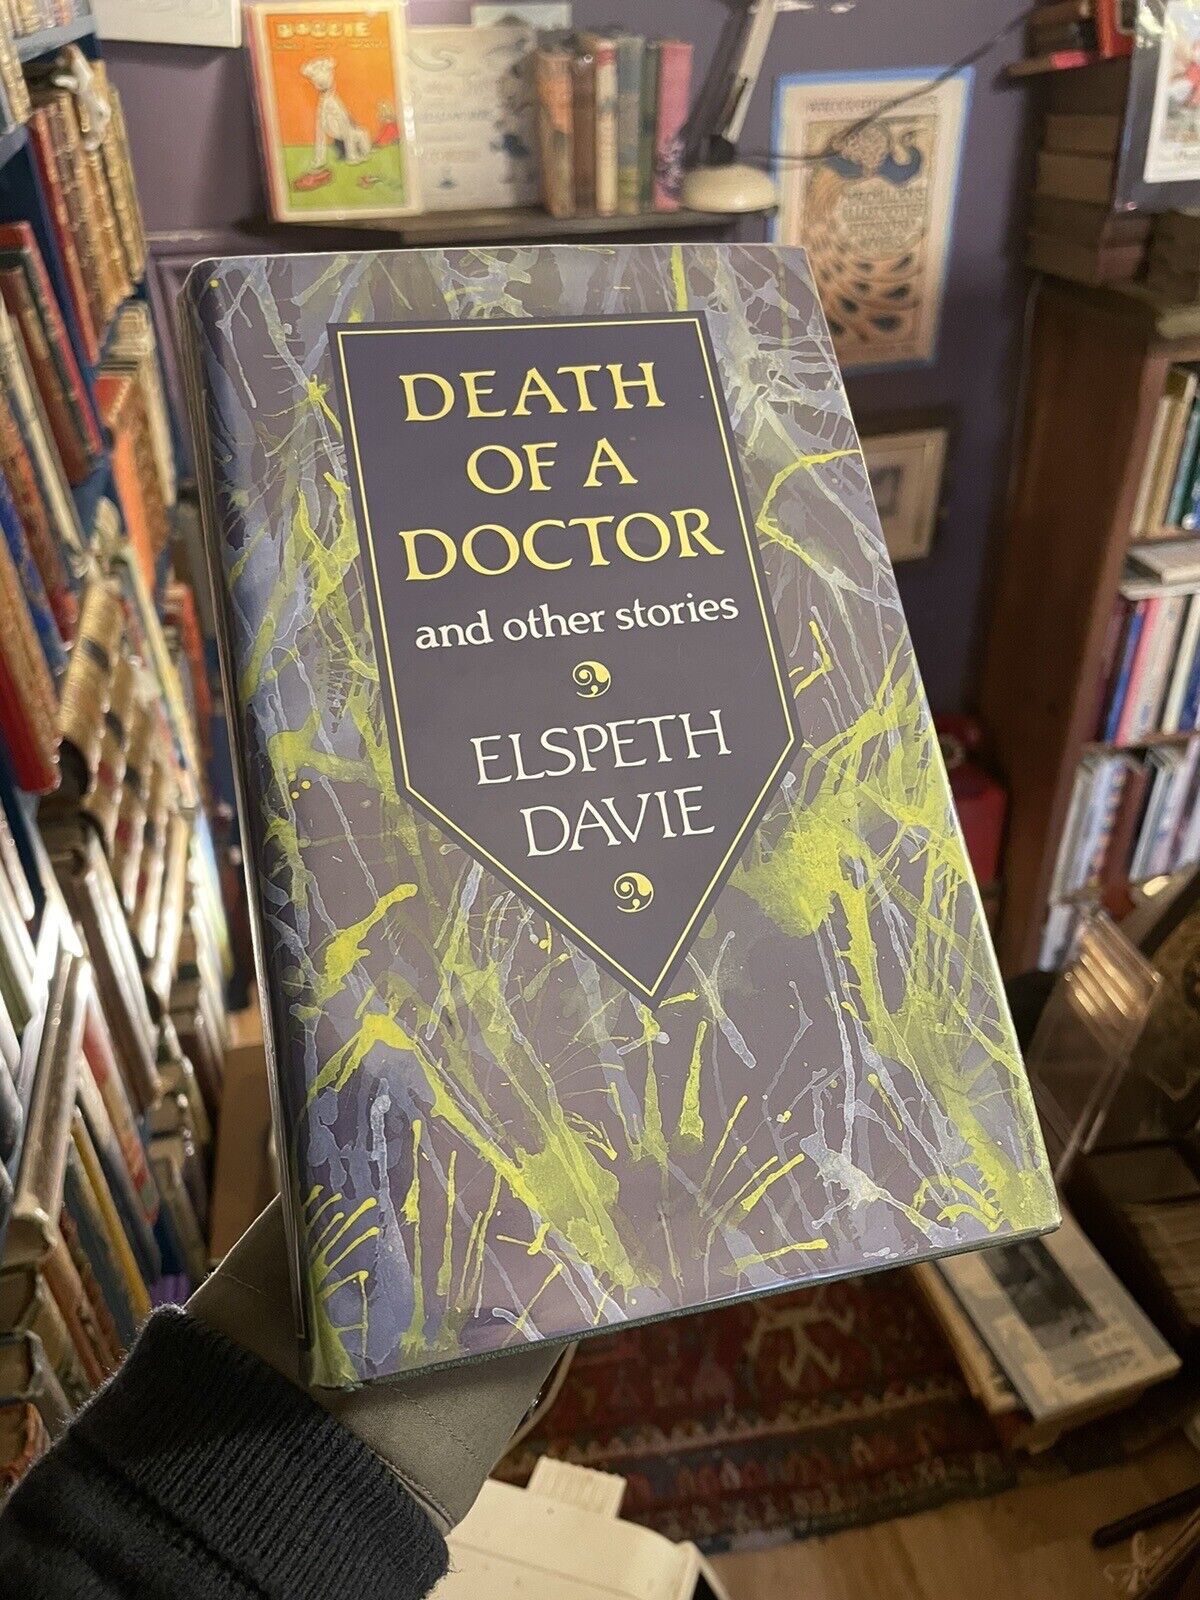 DEATH
OF A
DOCTOR
and other stories
ELSPETH
DAVIE